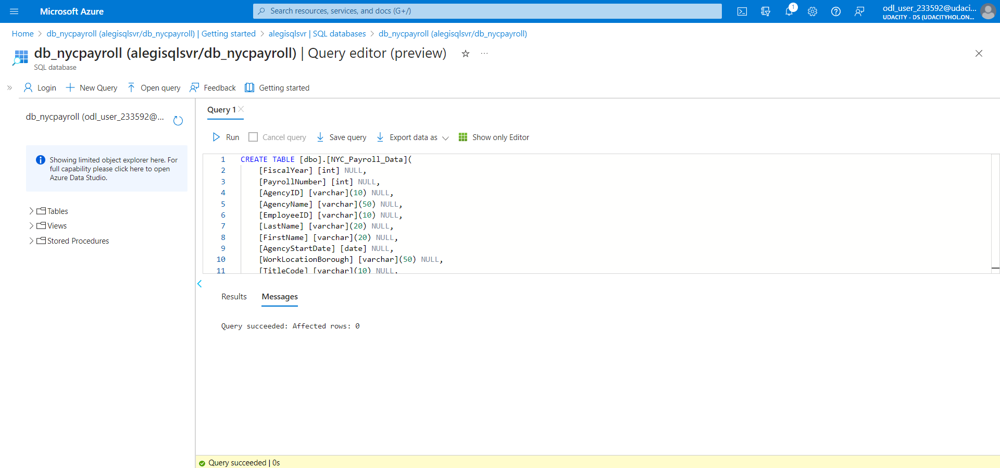 Microsoft Azure
Search resources, services, and docs (G+/)
1
odl_user_233592@udaci...
UDACITY - DS (UDACITYHOL.ON...
Home > db_nycpayroll (alegisqlsvr/db_nycpayroll) | Getting started > alegisqlsvr | SQL databases > db_nycpayroll (alegisqlsvr/db_nycpayroll)
db_nycpayroll (alegisqlsvr/db_nycpayroll) | Query editor (preview)
SQL database
Login New Query Open query Feedback Getting started
db_nycpayroll (odl_user_233592@...
Showing limited object explorer here. For
full capability please click here to open
Azure Data Studio.
Tables
Views
Stored Procedures
Query 1
Run Cancel query Save query Export data as Show only Editor
1 CREATE TABLE [dbo].[NYC_Payroll_Data](
2 [FiscalYear] [int] NULL,
3 [PayrollNumber] [int] NULL,
4 [AgencyID] [varchar](10) NULL,
5 [AgencyName] [varchar](50) NULL,
6 [EmployeeID] [varchar](10) NULL,
7 [LastName] [varchar](20) NULL,
8 [FirstName] [varchar](20) NULL,
9 [AgencyStartDate] [date] NULL,
10 [WorkLocationBorough] [varchar](50) NULL,
11 [TitleCode] [varchar](10) NULL,
Results Messages
Query succeeded: Affected rows: 0
Query succeeded | 0s